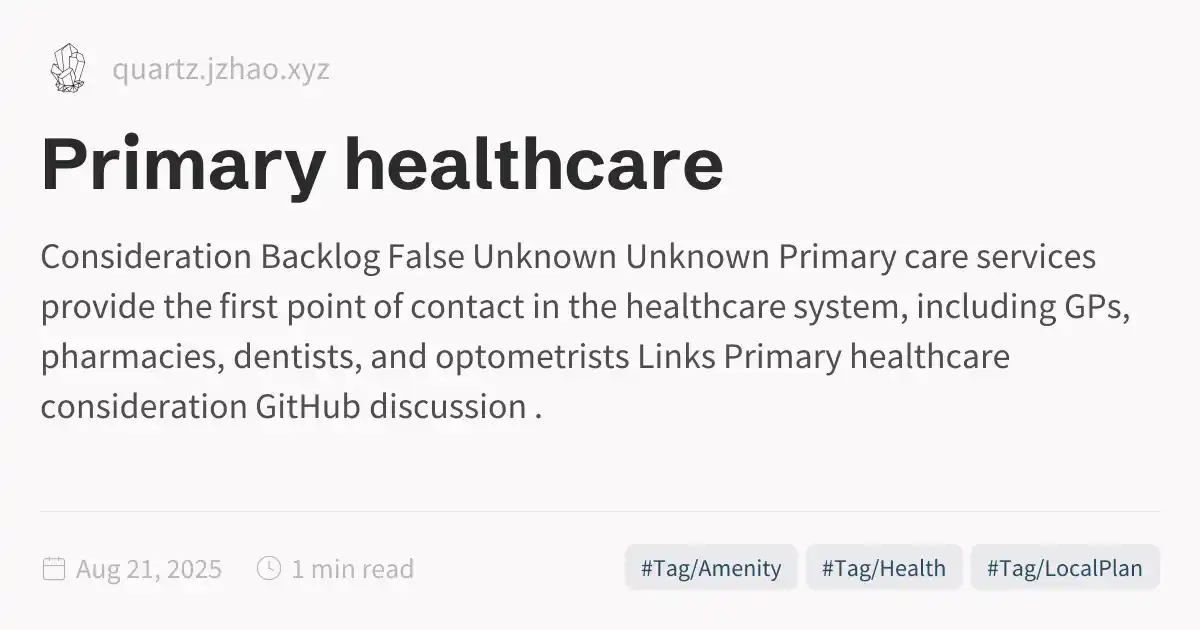 quartz.jzhao.xyz
Primary healthcare
Consideration Backlog False Unknown Unknown Primary care services
provide the first point of contact in the healthcare system, including GPs,
pharmacies, dentists, and optometrists Links Primary healthcare
consideration GitHub discussion .
Aug 21, 2025 1 min read #Tag/Amenity #Tag/Health #Tag/LocalPlan